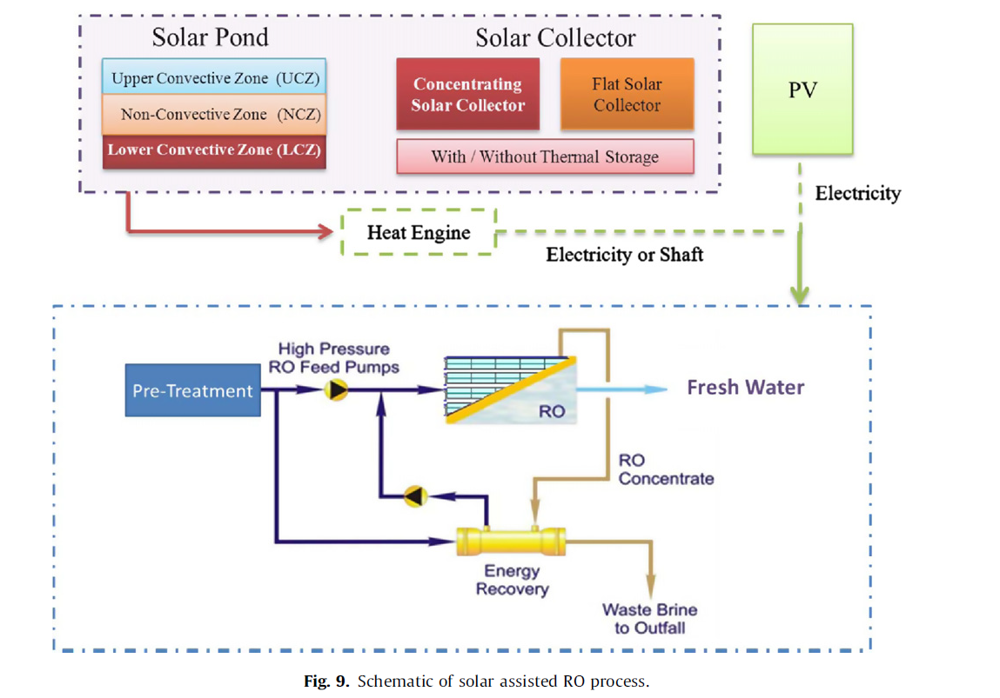 Solar Pond
Upper Convective Zone (UCZ)
Non-Convective Zone (NCZ)
Lower Convective Zone (LCZ)
Solar Collector
Concentrating
Solar Collector
Flat Solar
Collector
With / Without Thermal Storage
PV
Electricity
Heat Engine
Electricity or Shaft
High Pressure
RO Feed Pumps
Pre-Treatment
RO
Fresh Water
RO
Concentrate
Energy
Recovery
Waste Brine
to Outfall
Fig. 9. Schematic of solar assisted RO process.